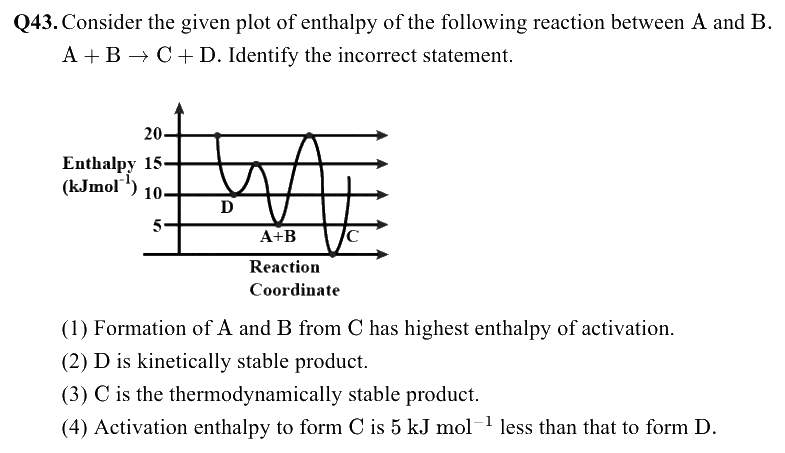 Q43. Consider the given plot of enthalpy of the following reaction between A and B.
A + B → C + D. Identify the incorrect statement.
20
Enthalpy 15
(kJmol⁻¹) 10
D
5
A+B C
Reaction
Coordinate
(1) Formation of A and B from C has highest enthalpy of activation.
(2) D is kinetically stable product.
(3) C is the thermodynamically stable product.
(4) Activation enthalpy to form C is 5 kJ mol⁻¹ less than that to form D.